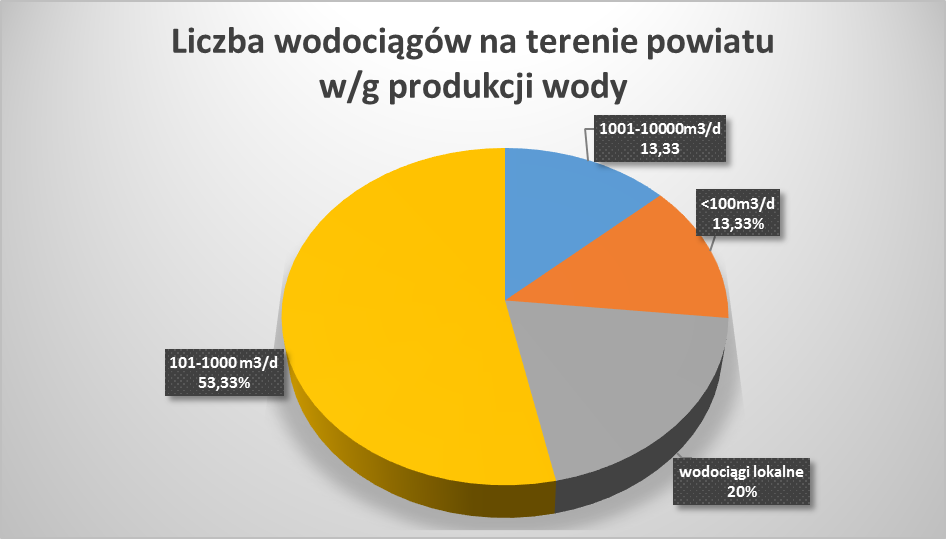 Liczba wodociągów na terenie powiatu
w/g produkcji wody
1001-10000m3/d
13,33
<100m3/d
13,33%
101-1000 m3/d
53,33%
wodociągi lokalne
20%